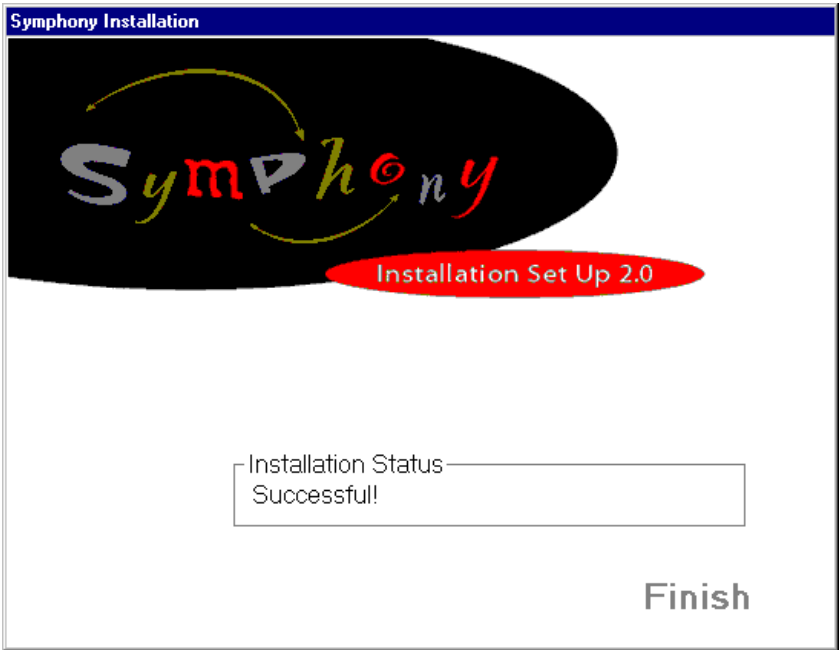 Symphony Installation
Symphony
Installation Set Up 2.0
Installation Status
Successful!
Finish